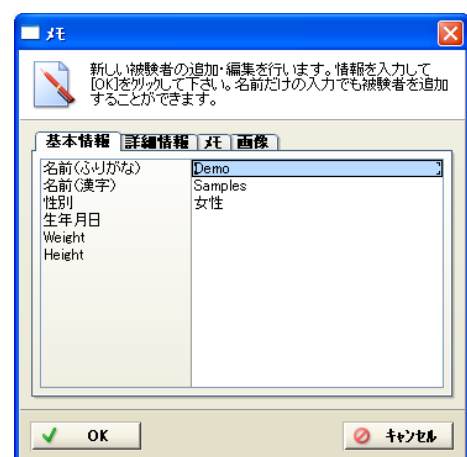 メモ
新しい被験者の追加・編集を行います。情報を入力して
[OK]をクリックして下さい。名前だけの入力でも被験者を追加
することができます。
基本情報 詳細情報 メモ 画像
名前(ふりがな) Demo
名前(漢字) Samples
性別 女性
生年月日
Weight
Height
OK キャンセル